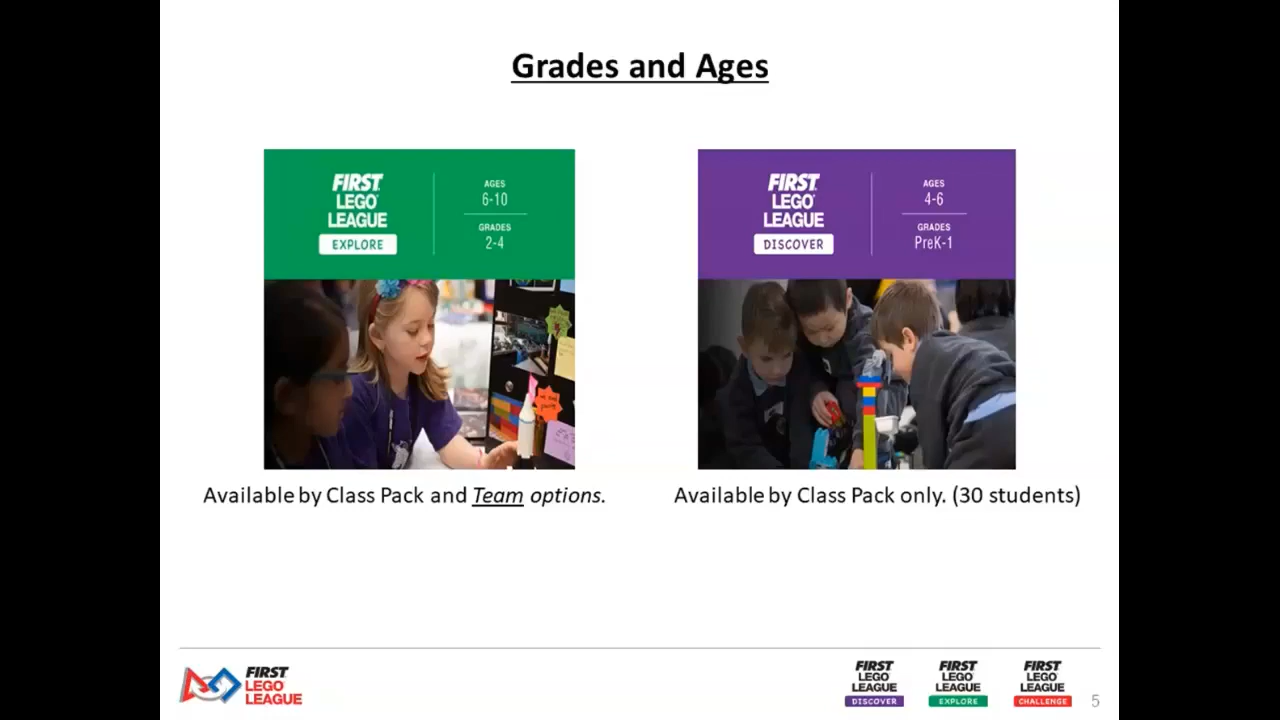 Grades and Ages
FIRST
LEGO
LEAGUE
EXPLORE
AGES
6-10
GRADES
2-4
FIRST
LEGO
LEAGUE
DISCOVER
AGES
4-6
GRADES
PreK-1
Available by Class Pack and Team options.
Available by Class Pack only. (30 students)
FIRST
LEGO
LEAGUE
FIRST
LEGO
LEAGUE
DISCOVER
FIRST
LEGO
LEAGUE
EXPLORE
FIRST
LEGO
LEAGUE
CHALLENGE
5